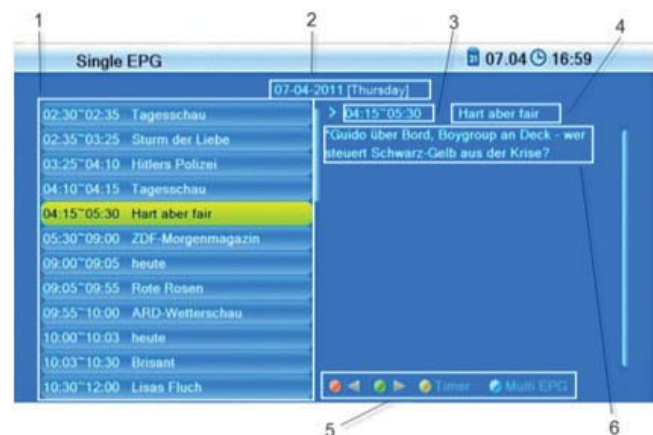 1
2
3
4
Single EPG
31 07.04 16:59
07-04-2011 [Thursday]
02:30~02:35 Tagesschau
02:35~03:25 Sturm der Liebe
03:25~04:10 Hitlers Polizei
04:10~04:15 Tagesschau
04:15~05:30 Hart aber fair
05:30~09:00 ZDF-Morgenmagazin
09:00~09:05 heute
09:05~09:55 Rote Rosen
09:55~10:00 ARD-Wetterschau
10:00~10:03 heute
10:03~10:30 Brisant
10:30~12:00 Lisas Fluch
> 04:15~05:30 Hart aber fair
*Guido über Bord, Boygroup an Deck - wer
steuert Schwarz-Gelb aus der Krise?
Timer Multi EPG
5
6